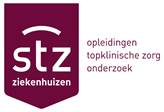 stz
ziekenhuizen
opleidingen
topklinische zorg
onderzoek